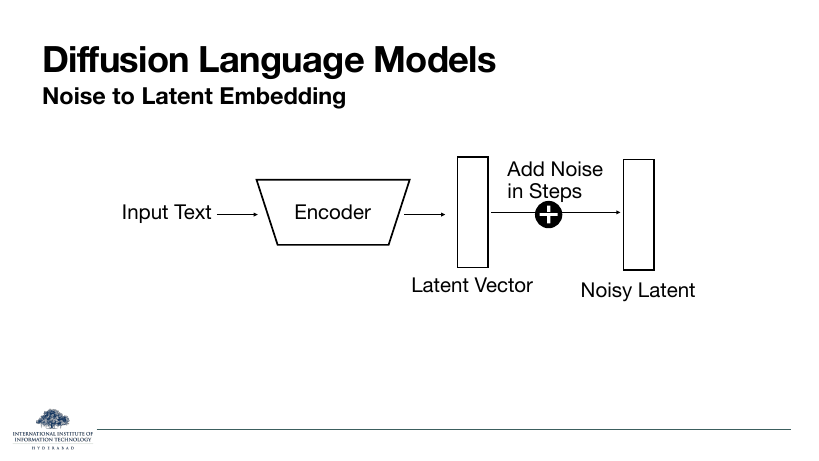 Diffusion Language Models
Noise to Latent Embedding
Add Noise
in Steps
Input Text
Encoder
Latent Vector
Noisy Latent
INTERNATIONAL INSTITUTE OF
INFORMATION TECHNOLOGY
HYDERABAD